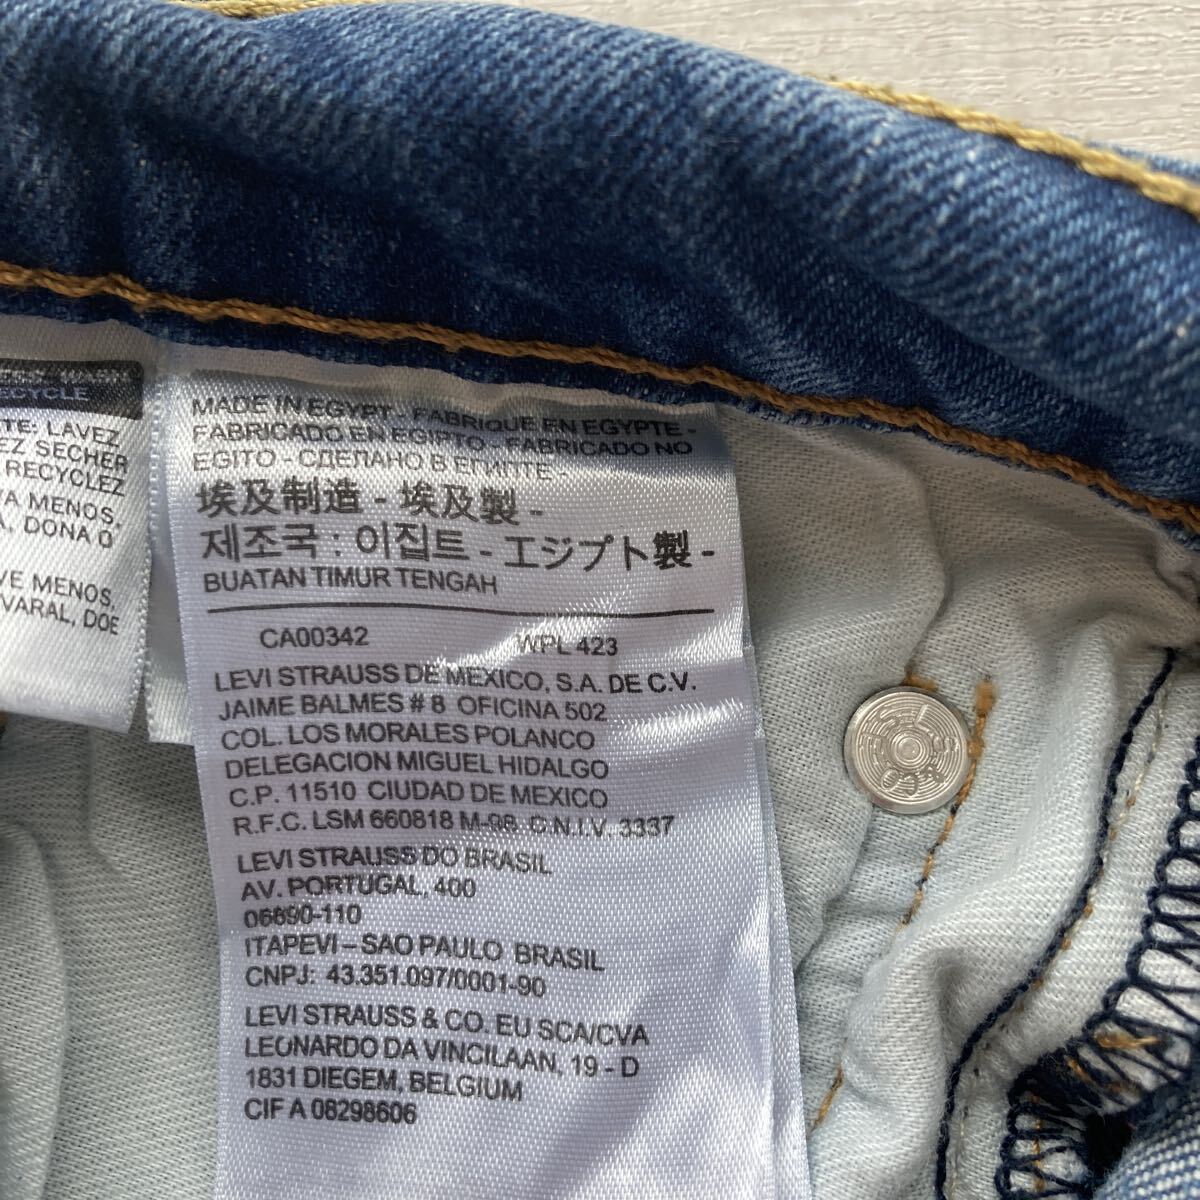 ECYCLE
TE: LAVEZ
EZ SECHER
RECYCLEZ
VA MENOS,
A, DONA O
VE MENOS,
VARAL, DOE
MADE IN EGYPT - FABRIQUE EN EGYPTE -
FABRICADO EN EGIPTO - FABRICADO NO
EGITO - СДЕЛАНО В ЕГИПТЕ -
埃及制造 - 埃及製 -
제조국 : 이집트 - エジプト製 -
BUATAN TIMUR TENGAH
CA00342 WPL 423
LEVI STRAUSS DE MEXICO, S.A. DE C.V.
JAIME BALMES # 8 OFICINA 502
COL. LOS MORALES POLANCO
DELEGACION MIGUEL HIDALGO
C.P. 11510 CIUDAD DE MEXICO
R.F.C. LSM 660818 M-98 C.N.I.V. 3337
LEVI STRAUSS DO BRASIL
AV. PORTUGAL, 400
06690-110
ITAPEVI – SAO PAULO BRASIL
CNPJ: 43.351.097/0001-90
LEVI STRAUSS & CO. EU SCA/CVA
LEONARDO DA VINCILAAN, 19 - D
1831 DIEGEM, BELGIUM
CIF A 08298606